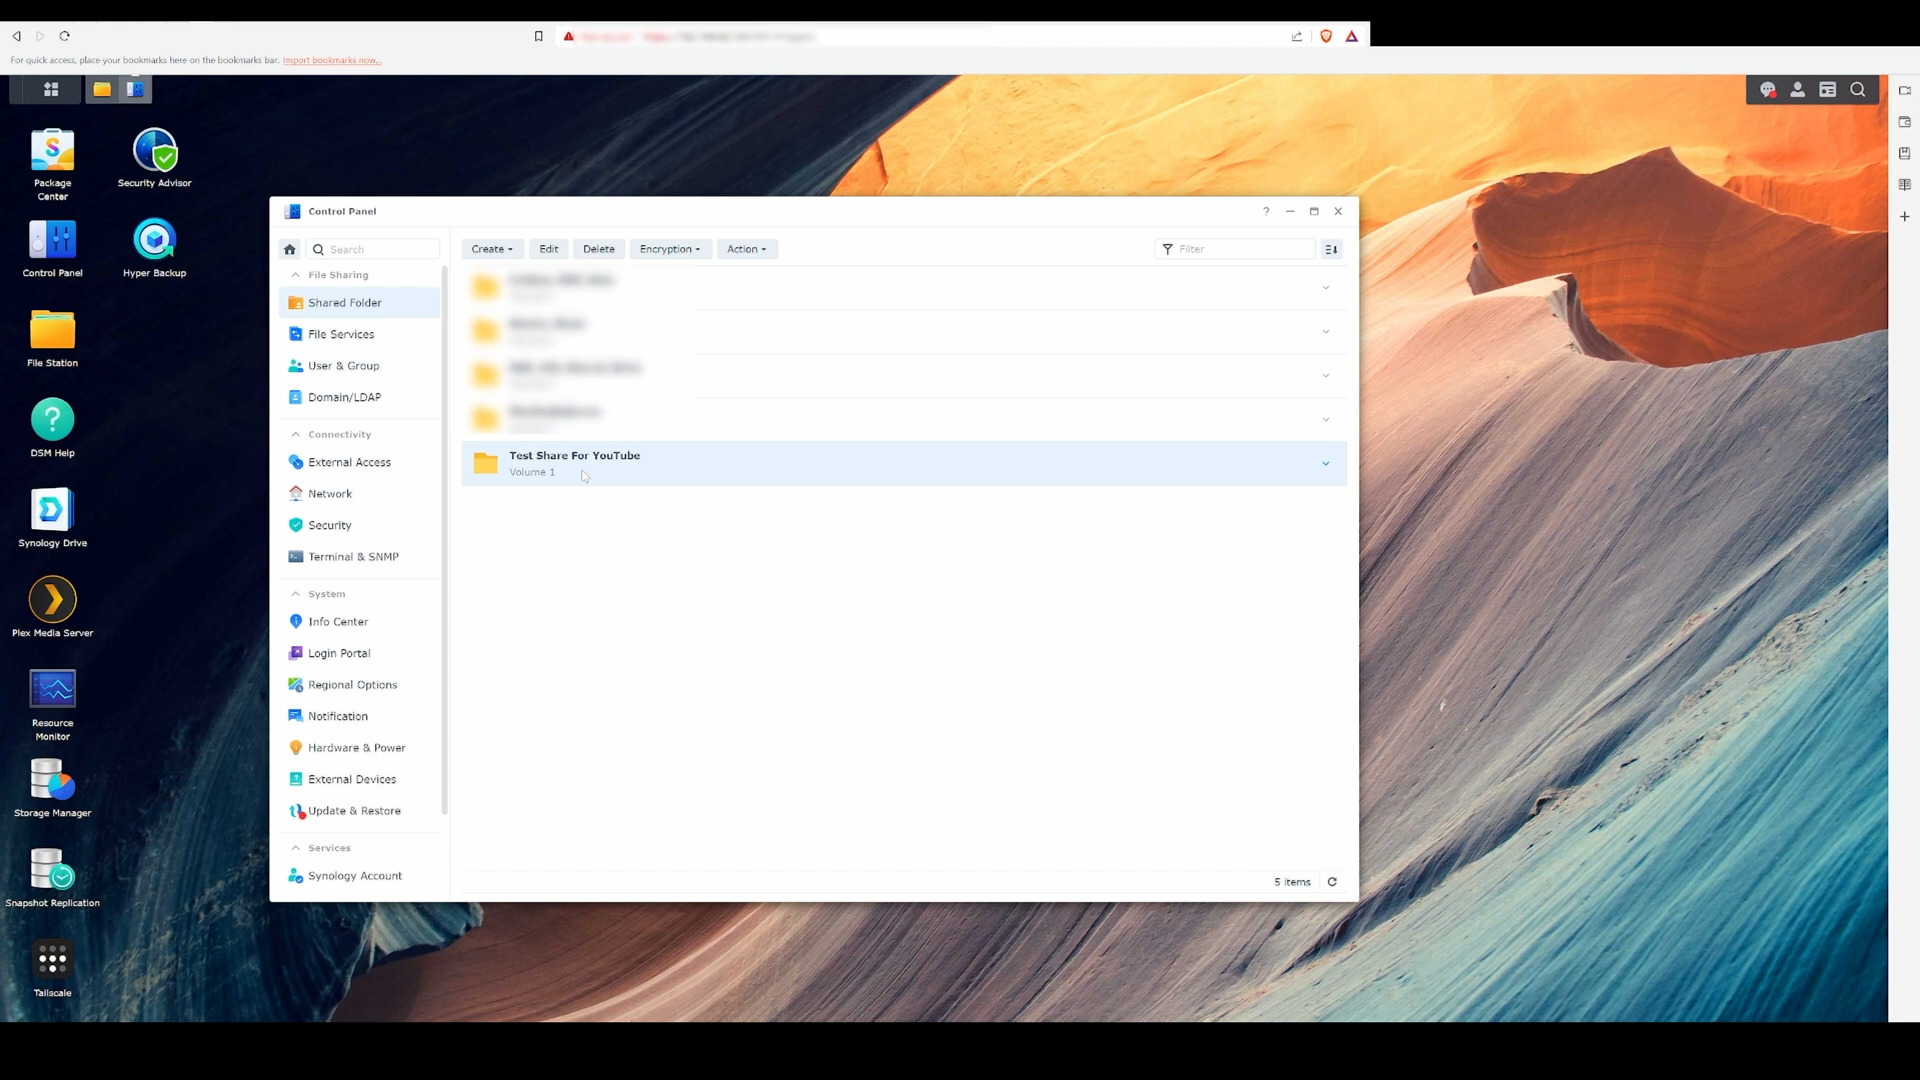 For quick access, place your bookmarks here on the bookmarks bar. Import bookmarks now...
Package
Center
Security Advisor
Control Panel
Hyper Backup
File Station
DSM Help
Synology Drive
Plex Media Server
Resource
Monitor
Storage Manager
Snapshot Replication
Tailscale
Control Panel
Search
File Sharing
Shared Folder
File Services
User & Group
Domain/LDAP
Connectivity
External Access
Network
Security
Terminal & SNMP
System
Info Center
Login Portal
Regional Options
Notification
Hardware & Power
External Devices
Update & Restore
Services
Synology Account
Create Edit Delete Encryption Action
Filter
Test Share For YouTube
Volume 1
5 items